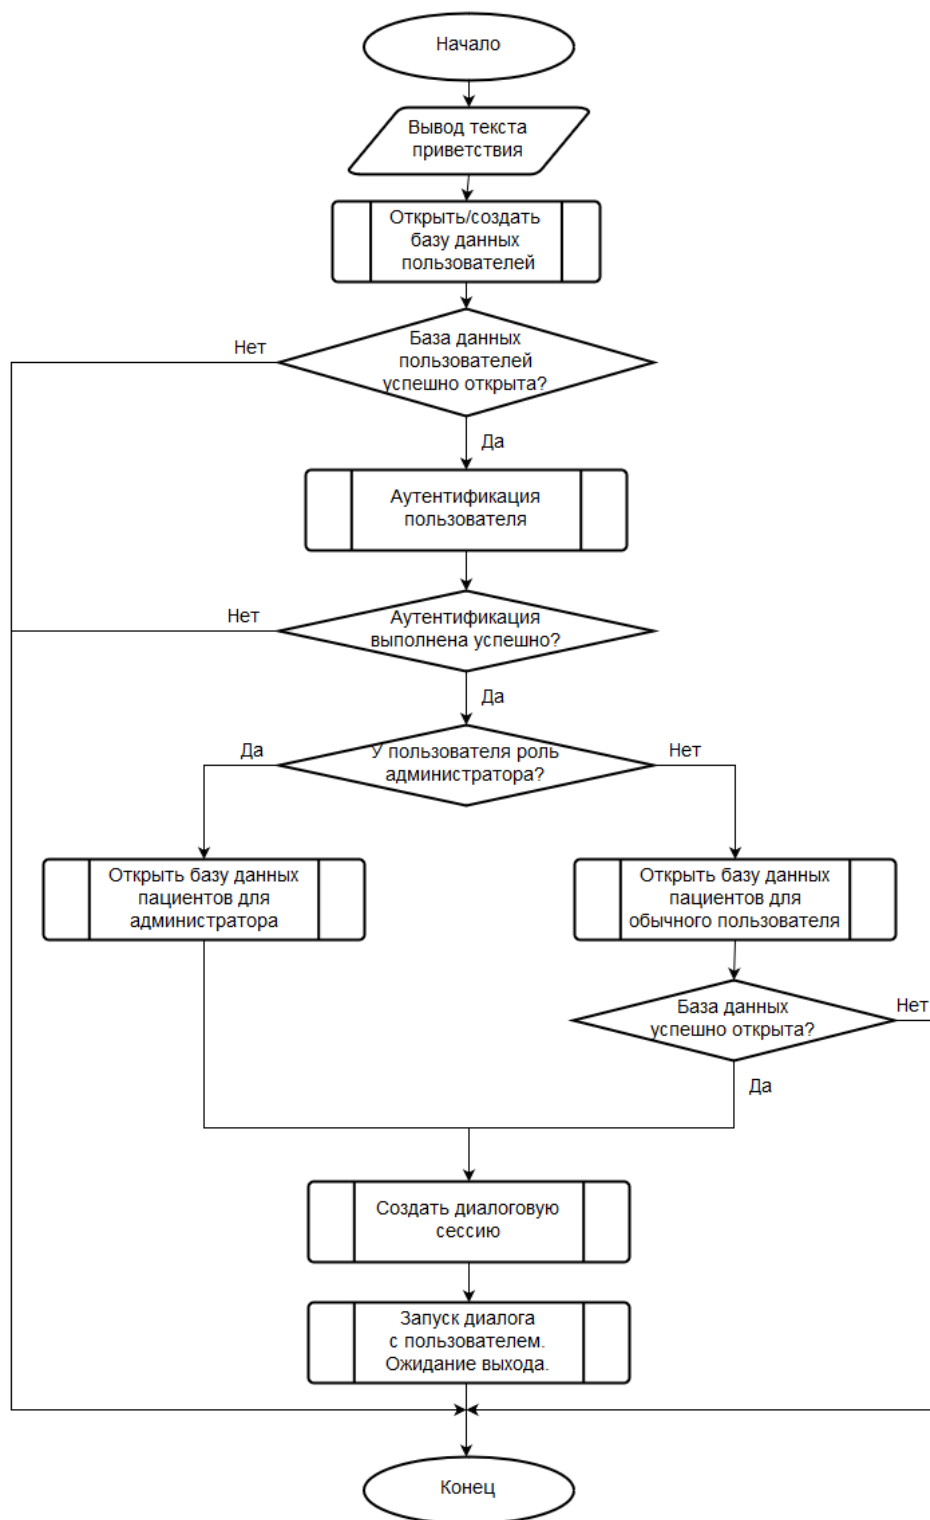 Начало
Вывод текста
приветствия
Открыть/создать
базу данных
пользователей
Нет
База данных
пользователей
успешно открыта?
Да
Аутентификация
пользователя
Нет
Аутентификация
выполнена успешно?
Да
Да
У пользователя роль
администратора?
Нет
Открыть базу данных
пациентов для
администратора
Открыть базу данных
пациентов для
обычного пользователя
База данных
успешно открыта?
Нет
Да
Создать диалоговую
сессию
Запуск диалога
с пользователем.
Ожидание выхода.
Конец